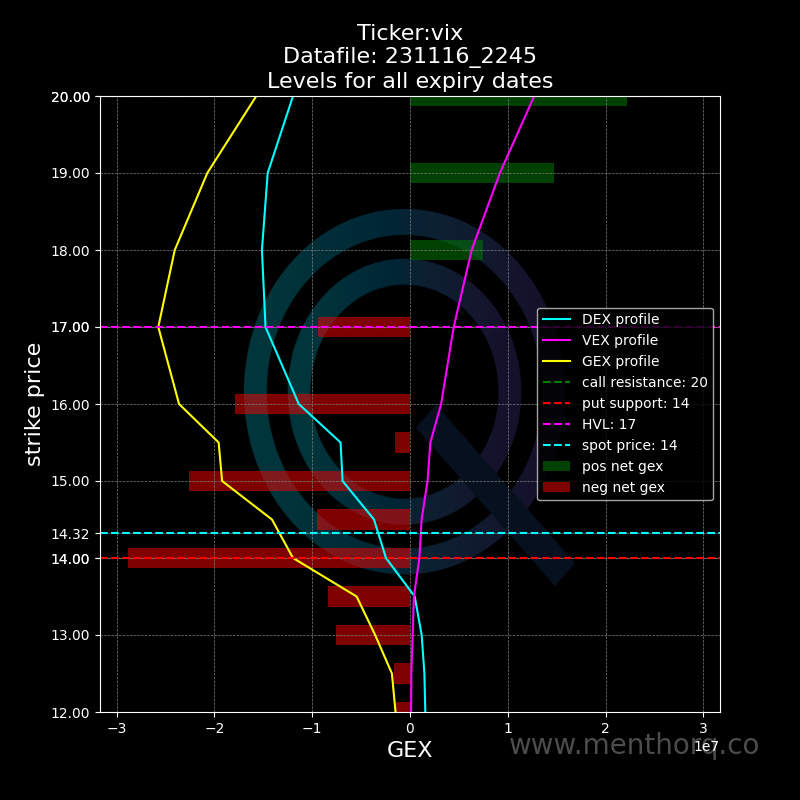 Ticker:vix
Datafile: 231116_2245
Levels for all expiry dates
20.00
19.00
18.00
17.00
16.00
15.00
14.32
14.00
13.00
12.00
strike price
DEX profile
VEX profile
GEX profile
call resistance: 20
put support: 14
HVL: 17
spot price: 14
pos net gex
neg net gex
−3 −2 −1 0 1 2 3
1e7
GEX
www.menthorq.co